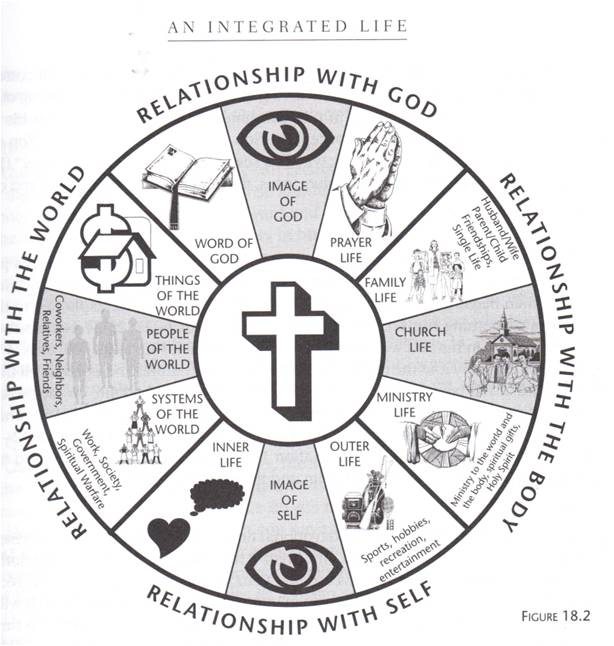 AN INTEGRATED LIFE
RELATIONSHIP WITH GOD
WORD OF
GOD
IMAGE
OF
GOD
PRAYER
LIFE
RELATIONSHIP WITH THE BODY
FAMILY
LIFE
Husband/Wife
Parent/Child
Friendships,
Single Life
CHURCH
LIFE
MINISTRY
LIFE
Ministry to the world and
the body, spiritual gifts,
Holy Spirit
RELATIONSHIP WITH SELF
OUTER
LIFE
Sports, hobbies,
recreation,
entertainment
IMAGE
OF
SELF
INNER
LIFE
RELATIONSHIP WITH THE WORLD
SYSTEMS
OF THE
WORLD
Work, Society,
Government,
Spiritual Warfare
PEOPLE
OF THE
WORLD
Coworkers, Neighbors,
Relatives, Friends
THINGS
OF THE
WORLD
FIGURE 18.2